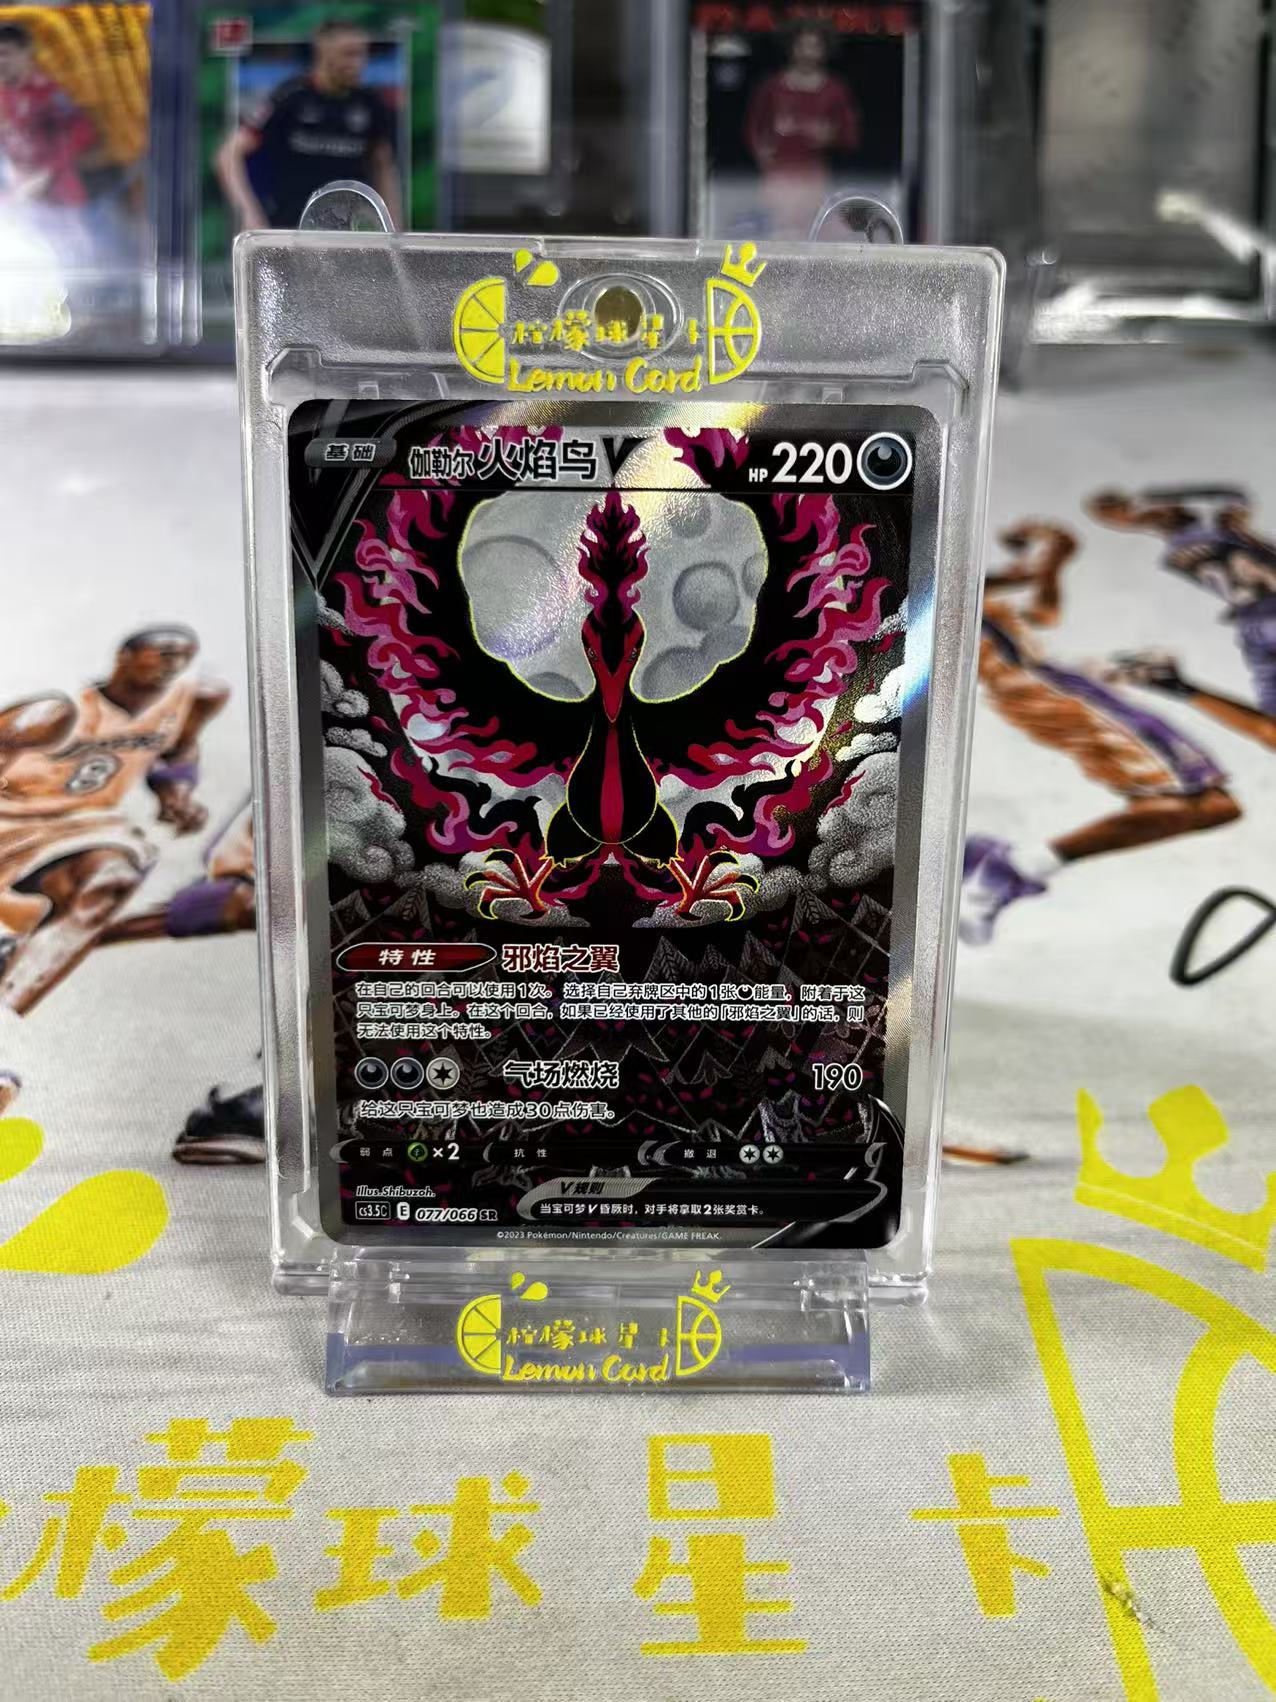 柠檬球星卡
Lemon Card
基础
伽勒尔 火焰鸟V
HP 220
特性
邪焰之翼
在自己的回合可以使用1次。选择自己弃牌区中的1张能量，附着于这
只宝可梦身上。在这个回合，如果已经使用了其他的「邪焰之翼」的话，则
无法使用这个特性。
气场燃烧 190
给这只宝可梦也造成30点伤害。
弱点 ×2 抗性 撤退
Illus.Shibuzoh.
V规则
cs3.5C E 077/066 SR
当宝可梦V昏厥时，对手将拿取2张奖赏卡。
©2023 Pokémon/Nintendo/Creatures/GAME FREAK.
柠檬球星卡
Lemon Card
檬球星卡